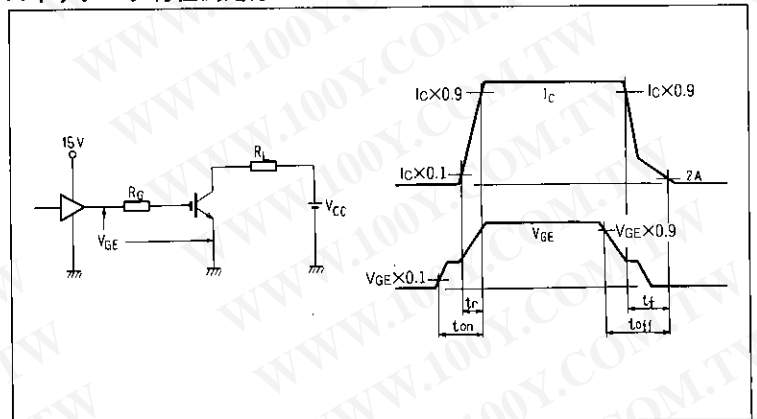 15V
RG
RL
VCC
VGE
IC×0.9
IC
IC×0.9
IC×0.1
2A
VGE
VGE×0.9
VGE×0.1
tr
tf
ton
toff
WWW.100Y.COM.TW